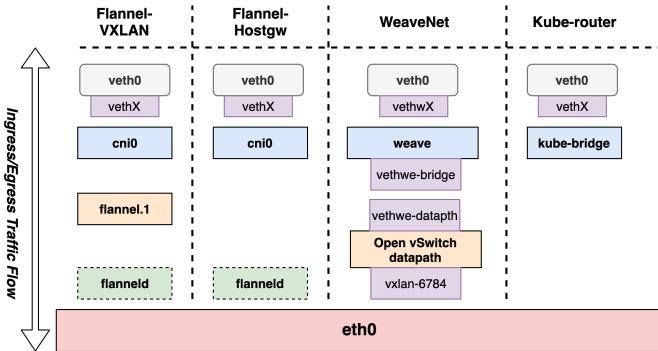 Flannel-
VXLAN
Flannel-
Hostgw
WeaveNet
Kube-router
Ingress/Egress Traffic Flow
veth0
vethX
cni0
flannel.1
flanneld
veth0
vethX
cni0
flanneld
veth0
vethwX
weave
vethwe-bridge
vethwe-datapth
Open vSwitch
datapath
vxlan-6784
veth0
vethX
kube-bridge
eth0